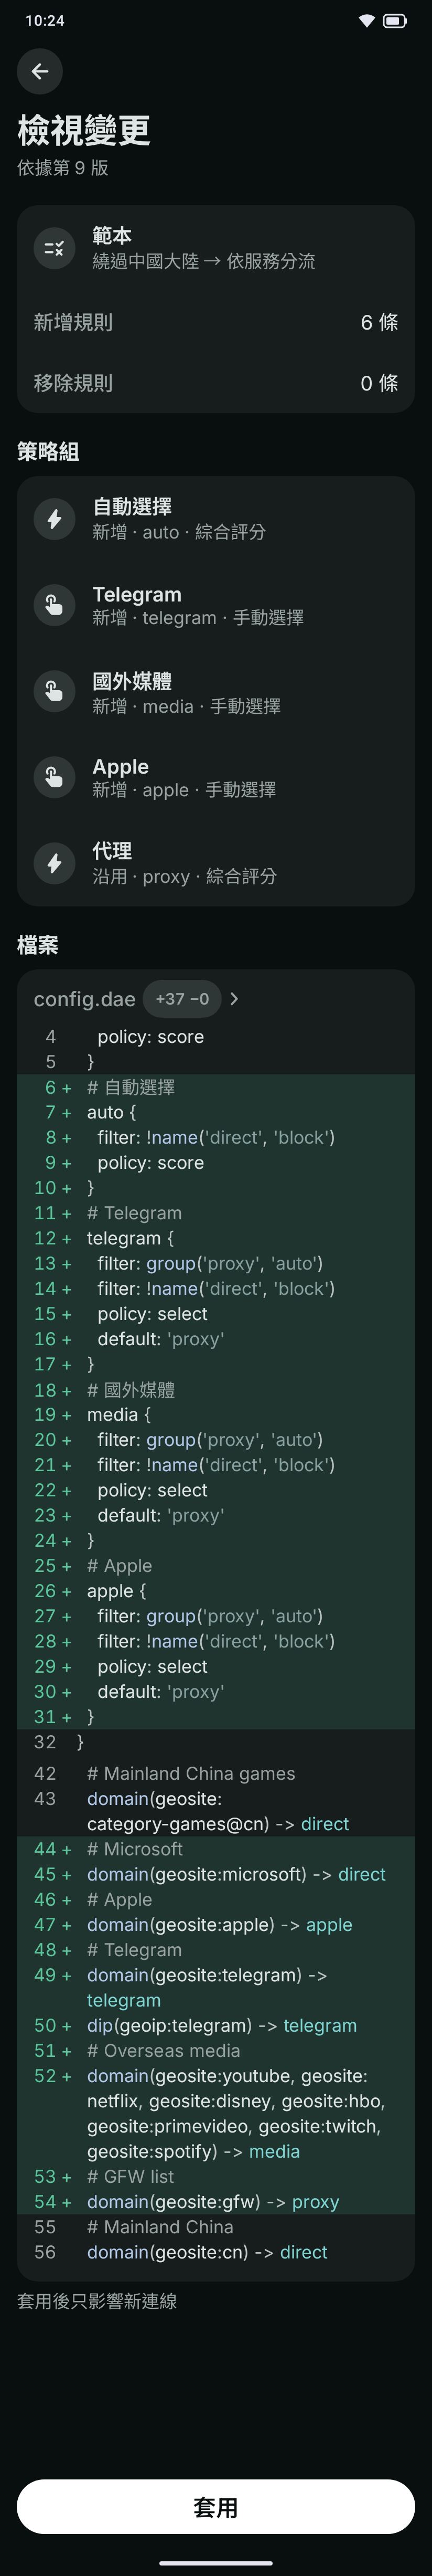 10:24
檢視變更
依據第 9 版
範本
繞過中國大陸 → 依服務分流
新增規則 6 條
移除規則 0 條
策略組
自動選擇
新增 · auto · 綜合評分
Telegram
新增 · telegram · 手動選擇
國外媒體
新增 · media · 手動選擇
Apple
新增 · apple · 手動選擇
代理
沿用 · proxy · 綜合評分
檔案
config.dae +37 −0
4 policy: score
5 }
6 + # 自動選擇
7 + auto {
8 + filter: !name('direct', 'block')
9 + policy: score
10 + }
11 + # Telegram
12 + telegram {
13 + filter: group('proxy', 'auto')
14 + filter: !name('direct', 'block')
15 + policy: select
16 + default: 'proxy'
17 + }
18 + # 國外媒體
19 + media {
20 + filter: group('proxy', 'auto')
21 + filter: !name('direct', 'block')
22 + policy: select
23 + default: 'proxy'
24 + }
25 + # Apple
26 + apple {
27 + filter: group('proxy', 'auto')
28 + filter: !name('direct', 'block')
29 + policy: select
30 + default: 'proxy'
31 + }
32 }
42 # Mainland China games
43 domain(geosite:
category-games@cn) -> direct
44 + # Microsoft
45 + domain(geosite:microsoft) -> direct
46 + # Apple
47 + domain(geosite:apple) -> apple
48 + # Telegram
49 + domain(geosite:telegram) ->
telegram
50 + dip(geoip:telegram) -> telegram
51 + # Overseas media
52 + domain(geosite:youtube, geosite:
netflix, geosite:disney, geosite:hbo,
geosite:primevideo, geosite:twitch,
geosite:spotify) -> media
53 + # GFW list
54 + domain(geosite:gfw) -> proxy
55 # Mainland China
56 domain(geosite:cn) -> direct
套用後只影響新連線
套用